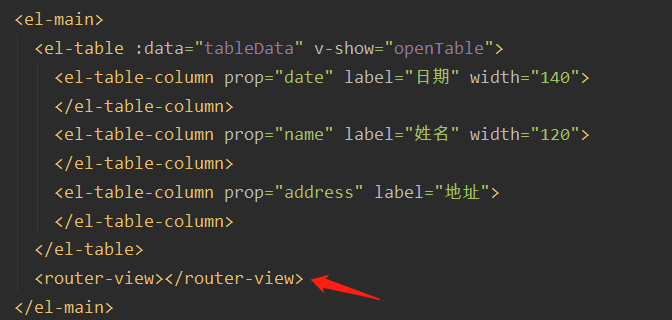 <el-main>
<el-table :data="tableData" v-show="openTable">
<el-table-column prop="date" label="日期" width="140">
</el-table-column>
<el-table-column prop="name" label="姓名" width="120">
</el-table-column>
<el-table-column prop="address" label="地址">
</el-table-column>
</el-table>
<router-view></router-view>
</el-main>